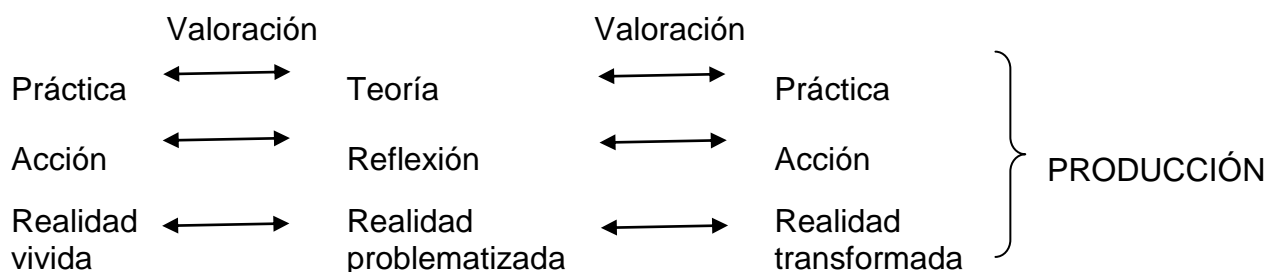 Valoración Valoración
Práctica Teoría Práctica
Acción Reflexión Acción
PRODUCCIÓN
Realidad Realidad Realidad
vivida problematizada transformada